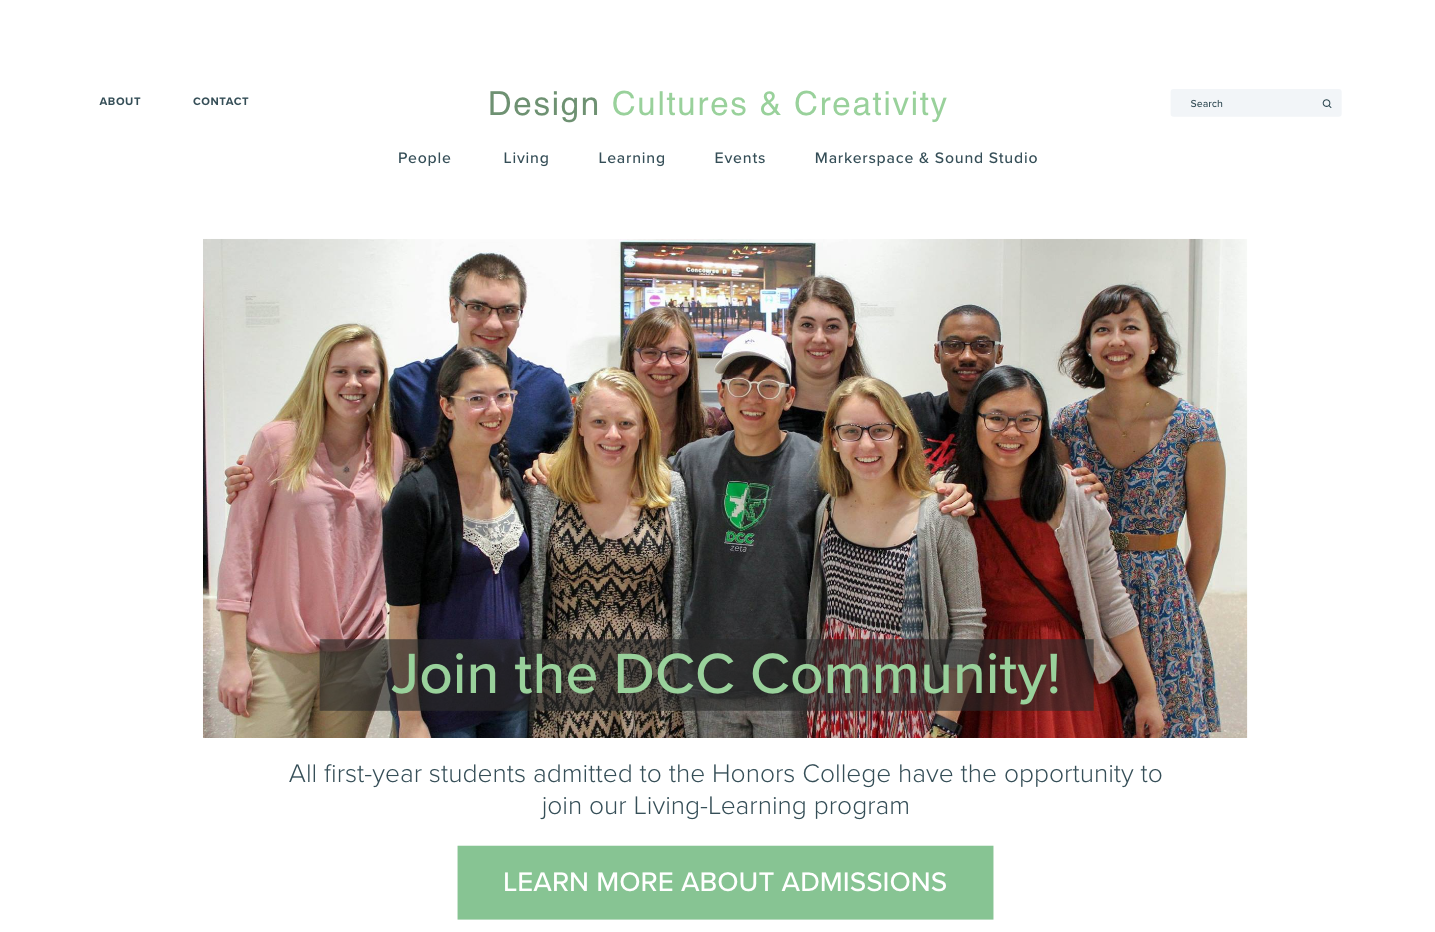 ABOUT
CONTACT
Design Cultures & Creativity
Search
People
Living
Learning
Events
Markerspace & Sound Studio
Concourse D
DCC
zeta
Join the DCC Community!
All first-year students admitted to the Honors College have the opportunity to
join our Living-Learning program
LEARN MORE ABOUT ADMISSIONS